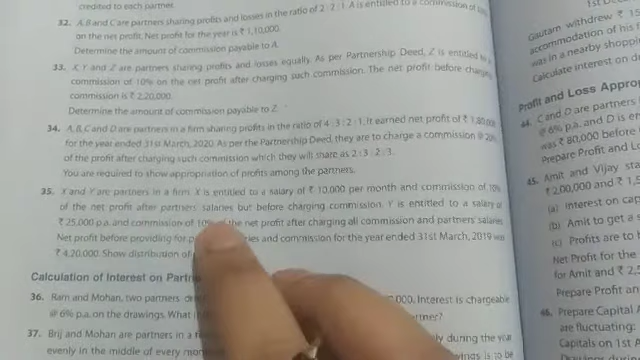 credited to each partner.
32. A, B and C are partners sharing profits and losses in the ratio of 2 : 2 : 1. A is entitled to a commission of 10%
on the net profit. Net profit for the year is ₹ 1,10,000.
Determine the amount of commission payable to A.
33. X, Y and Z are partners sharing profits and losses equally. As per Partnership Deed, Z is entitled to a
commission of 10% on the net profit after charging such commission. The net profit before charging
commission is ₹ 2,20,000.
Determine the amount of commission payable to Z.
34. A, B, C and D are partners in a firm sharing profits in the ratio of 4 : 3 : 2 : 1. It earned net profit of ₹ 1,80,000
for the year ended 31st March, 2020. As per the Partnership Deed, they are to charge a commission @ 20%
of the profit after charging such commission which they will share as 2 : 3 : 2 : 3.
You are required to show appropriation of profits among the partners.
35. X and Y are partners in a firm. X is entitled to a salary of ₹ 10,000 per month and commission of 10%
of the net profit after partners' salaries but before charging commission. Y is entitled to a salary of
₹ 25,000 p.a. and commission of 10% of the net profit after charging all commission and partners' salaries.
Net profit before providing for and commission for the year ended 31st March, 2019 was
₹ 4,20,000. Show distribution of
Calculation of Interest on
36. Ram and Mohan, two partners Interest is chargeable
@ 6% p.a. on the drawings. What
37. Brij and Mohan are partners in a during the year
evenly in the middle of every
Gautam withdrew ₹
accommodation of his
was in a nearby
Calculate interest on
Profit and Loss
44. C and D are partners
@ 6% p.a. and D is
was ₹ 80,000 before
Prepare Profit and
45. Amit and Vijay
₹ 2,00,000 and ₹
(a) Interest on
(b) Amit to get a
(c) Profits are to
Net Profit for the
for Amit and ₹
Prepare Profit
46. Prepare Capital
are fluctuating:
Capitals on 1st